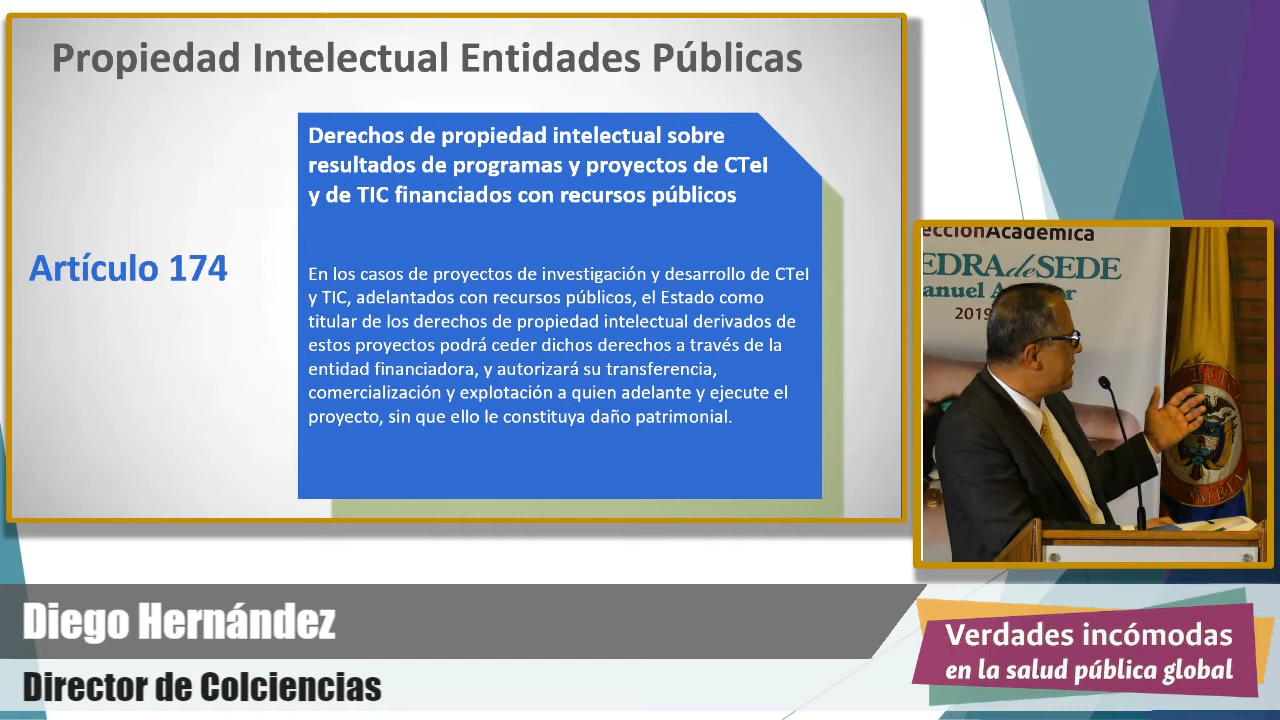 Propiedad Intelectual Entidades Públicas
Derechos de propiedad intelectual sobre
resultados de programas y proyectos de CTeI
y de TIC financiados con recursos públicos
Artículo 174
En los casos de proyectos de investigación y desarrollo de CTeI
y TIC, adelantados con recursos públicos, el Estado como
titular de los derechos de propiedad intelectual derivados de
estos proyectos podrá ceder dichos derechos a través de la
entidad financiadora, y autorizará su transferencia,
comercialización y explotación a quien adelante y ejecute el
proyecto, sin que ello le constituya daño patrimonial.
ecciónAcadémica
EDRAdeSEDE
anuel A
r
2019
OMBIA
Diego Hernández
Director de Colciencias
Verdades incómodas
en la salud pública global